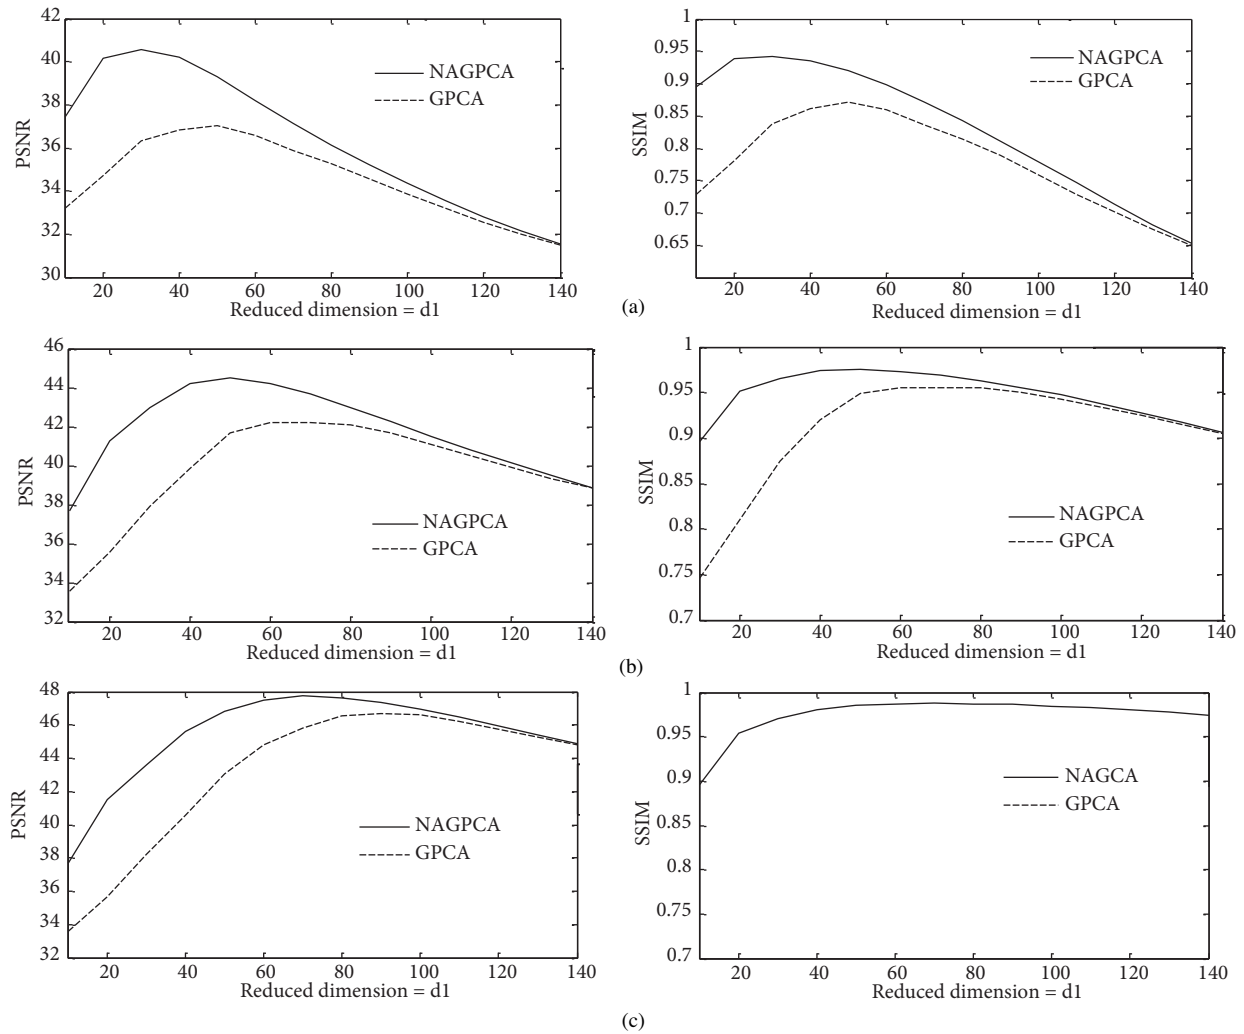 42
40
38
36
34
32
30
PSNR
NAGPCA
GPCA
20 40 60 80 100 120 140
Reduced dimension = d1
1
0.95
0.9
0.85
0.8
0.75
0.7
0.65
SSIM
NAGPCA
GPCA
20 40 60 80 100 120 140
Reduced dimension = d1
(a)
46
44
42
40
38
36
34
32
PSNR
NAGPCA
GPCA
20 40 60 80 100 120 140
Reduced dimension = d1
1
0.95
0.9
0.85
0.8
0.75
0.7
SSIM
NAGPCA
GPCA
20 40 60 80 100 120 140
Reduced dimension = d1
(b)
48
46
44
42
40
38
36
34
32
PSNR
NAGPCA
GPCA
20 40 60 80 100 120 140
Reduced dimension = d1
1
0.95
0.9
0.85
0.8
0.75
0.7
SSIM
NAGCA
GPCA
20 40 60 80 100 120 140
Reduced dimension = d1
(c)